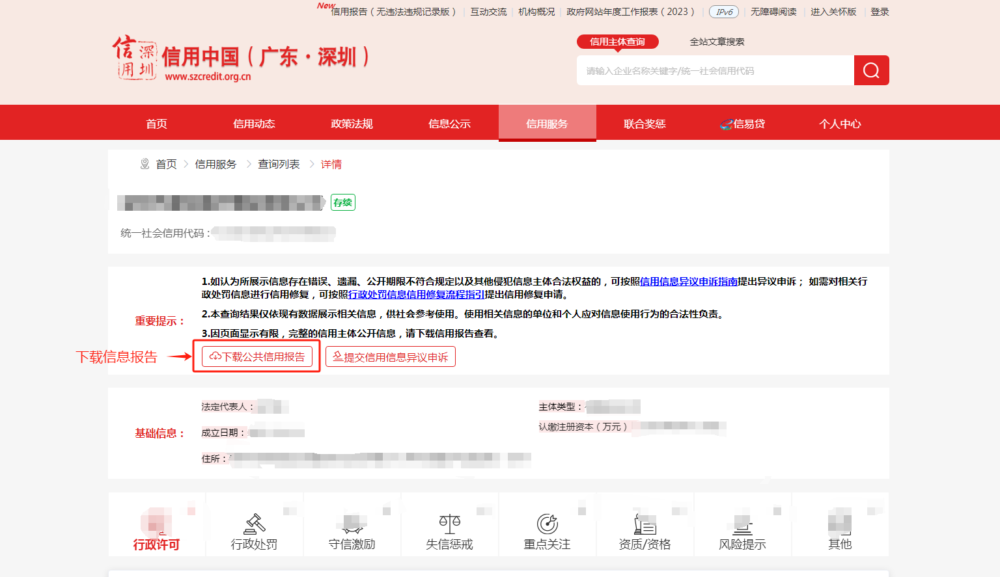 New
信用报告（无违法违规记录版） 互动交流 机构概况 政府网站年度工作报表（2023） IPv6 无障碍阅读 进入关怀版 登录
信用深圳
信用中国（广东·深圳）
www.szcredit.org.cn
信用主体查询 全站文章搜索
请输入企业名称关键字/统一社会信用代码
首页 信用动态 政策法规 信息公示 信用服务 联合奖惩 信易贷 个人中心
首页 信用服务 查询列表 详情
存续
统一社会信用代码：
重要提示：
1.如认为所展示信息存在错误、遗漏、公开期限不符合规定以及其他侵犯信息主体合法权益的，可按照信用信息异议申诉指南提出异议申诉； 如需对相关行
政处罚信息进行信用修复，可按照行政处罚信息信用修复流程指引提出信用修复申请。
2.本查询结果仅依现有数据展示相关信息，供社会参考使用。使用相关信息的单位和个人应对信息使用行为的合法性负责。
3.因页面显示有限，完整的信用主体公开信息，请下载信用报告查看。
下载信息报告
下载公共信用报告 提交信用信息异议申诉
基础信息：
法定代表人： 主体类型：
成立日期： 认缴注册资本（万元）
住所：
行政许可 行政处罚 守信激励 失信惩戒 重点关注 资质/资格 风险提示 其他